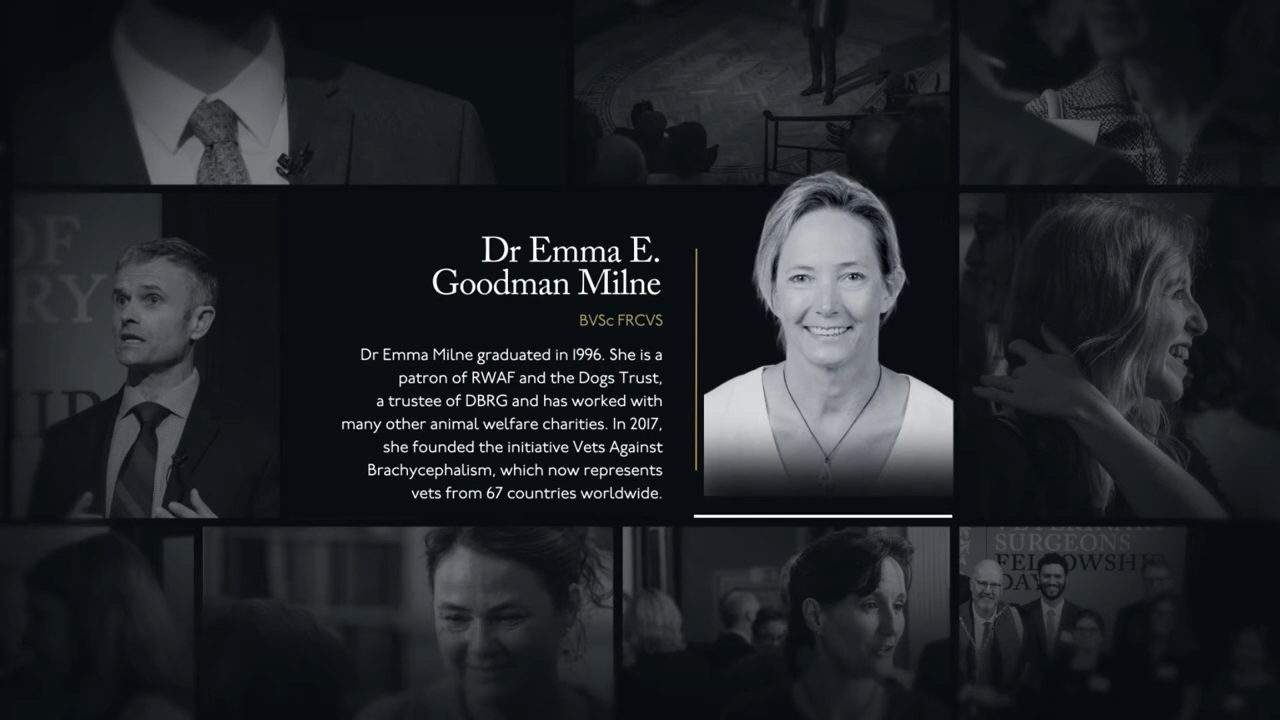 Dr Emma E.
Goodman Milne
BVSc FRCVS
Dr Emma Milne graduated in 1996. She is a
patron of RWAF and the Dogs Trust,
a trustee of DBRG and has worked with
many other animal welfare charities. In 2017,
she founded the initiative Vets Against
Brachycephalism, which now represents
vets from 67 countries worldwide.
OF
RY
SURGEONS
FELLOWSHIP
DAY